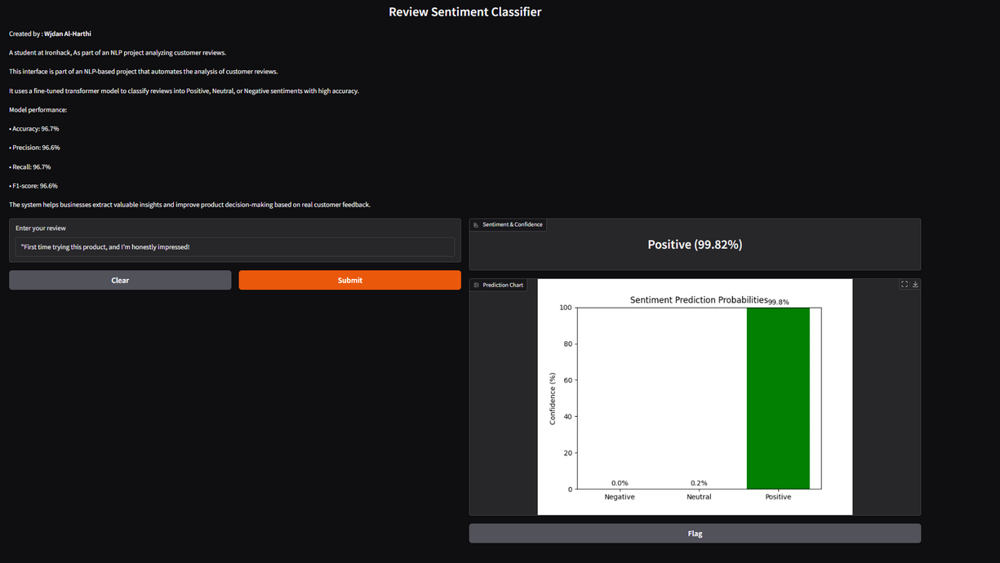 Review Sentiment Classifier
Created by : Wjdan Al-Harthi
A student at Ironhack, As part of an NLP project analyzing customer reviews.
This interface is part of an NLP-based project that automates the analysis of customer reviews.
It uses a fine-tuned transformer model to classify reviews into Positive, Neutral, or Negative sentiments with high accuracy.
Model performance:
• Accuracy: 96.7%
• Precision: 96.6%
• Recall: 96.7%
• F1-score: 96.6%
The system helps businesses extract valuable insights and improve product decision-making based on real customer feedback.
Enter your review
"First time trying this product, and I'm honestly impressed!
Clear
Submit
Sentiment & Confidence
Positive (99.82%)
Prediction Chart
Sentiment Prediction Probabilities
99.8%
Confidence (%)
100
80
60
40
20
0
0.0%
0.2%
Negative
Neutral
Positive
Flag